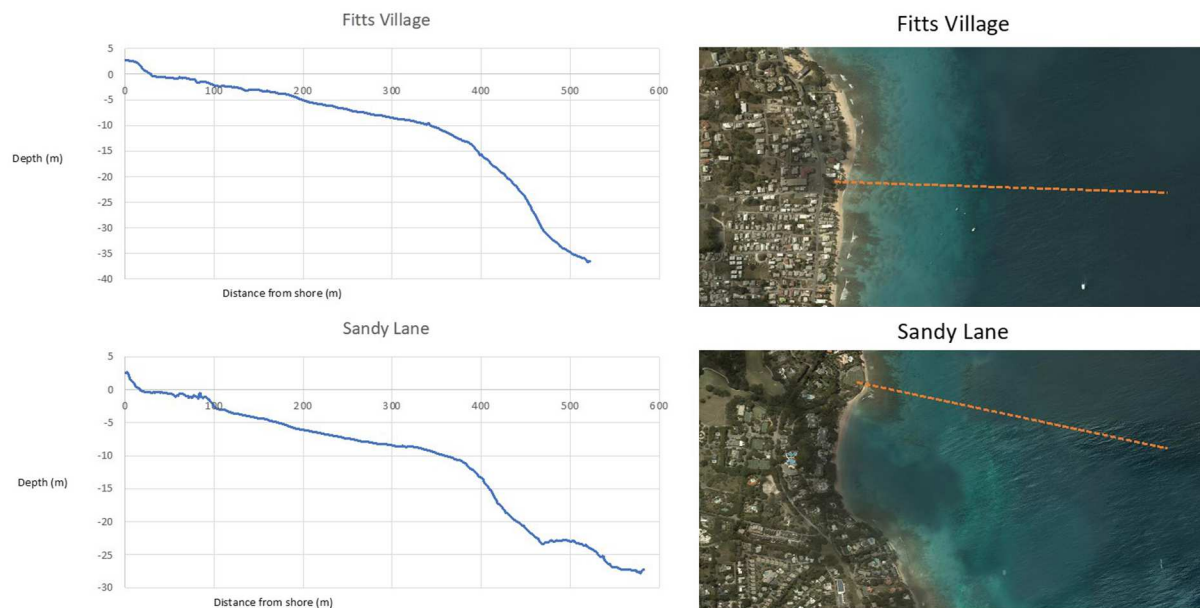 Fitts Village
5
0
-5
-10
-15
-20
-25
-30
-35
-40
0 100 200 300 400 500 600
Depth (m)
Distance from shore (m)
Fitts Village
Sandy Lane
5
0
-5
-10
-15
-20
-25
-30
0 100 200 300 400 500 600
Depth (m)
Distance from shore (m)
Sandy Lane